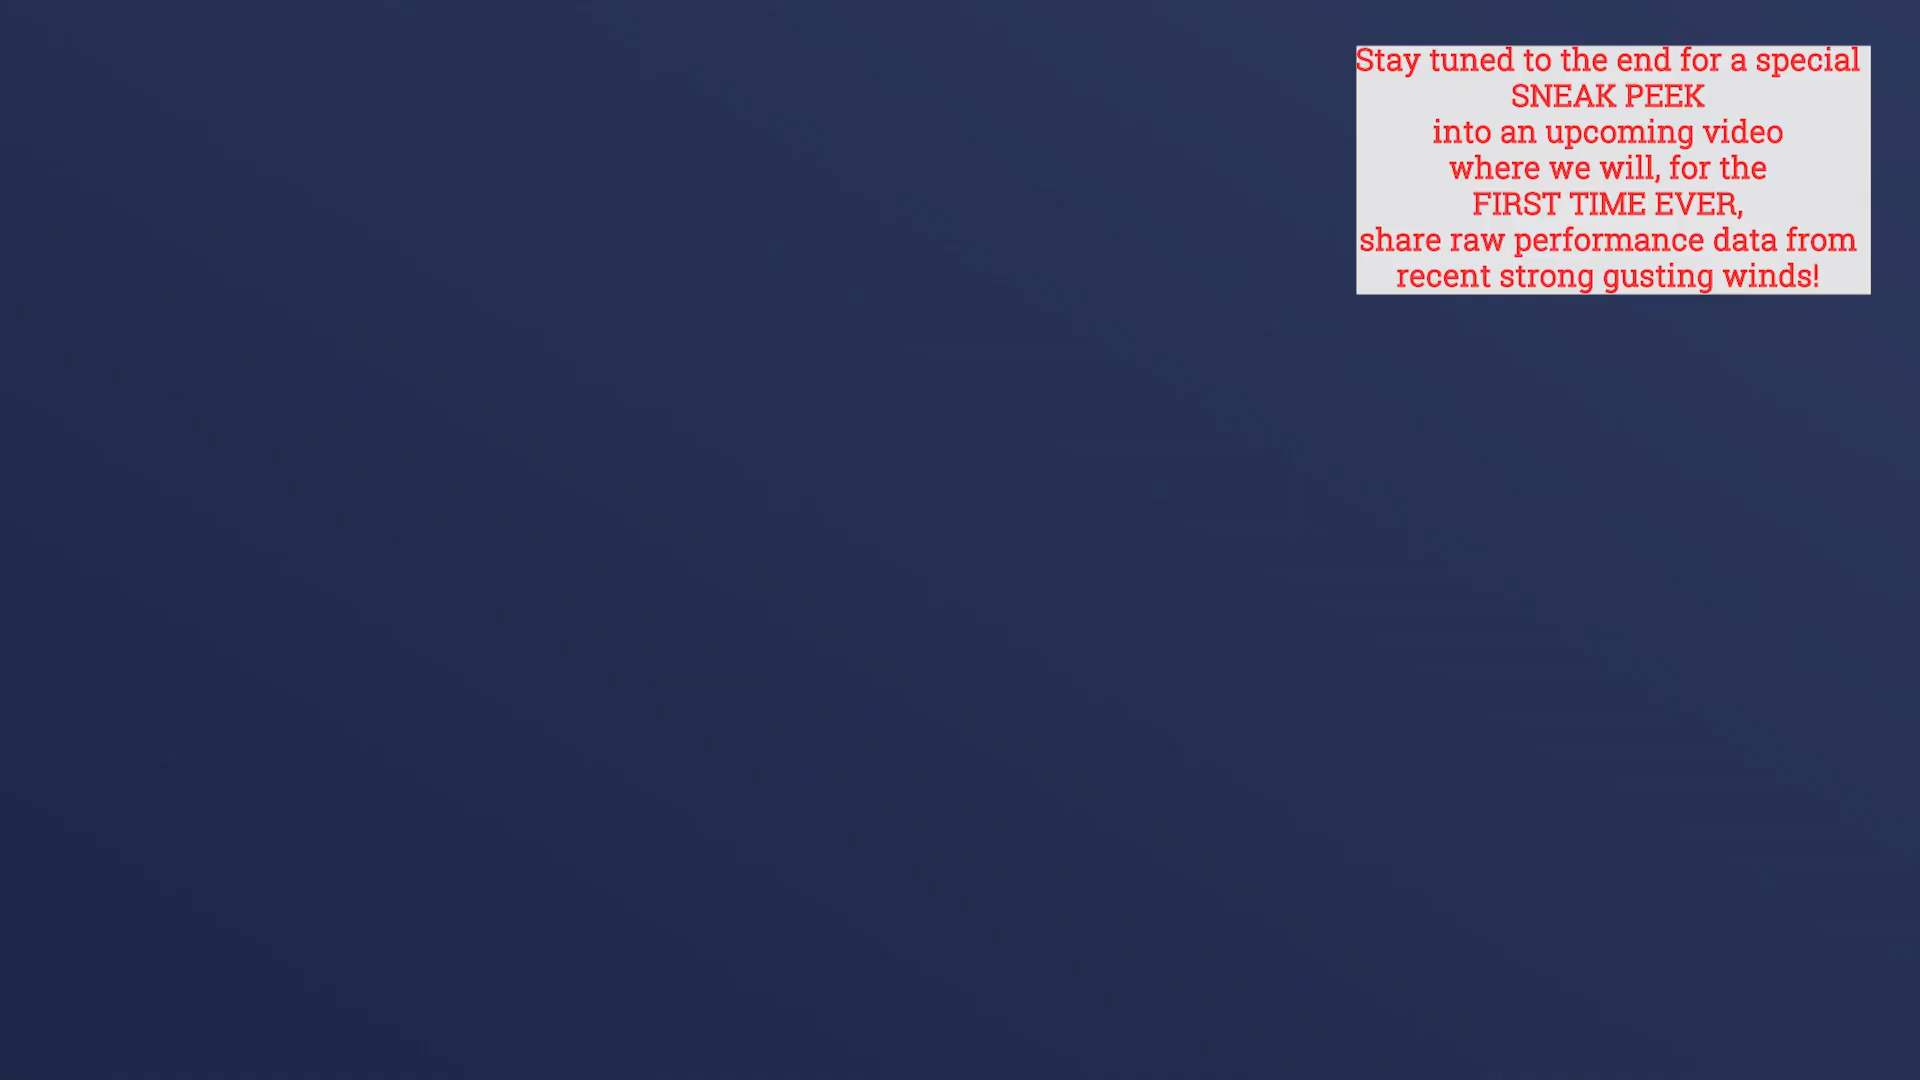 Stay tuned to the end for a special
SNEAK PEEK
into an upcoming video
where we will, for the
FIRST TIME EVER,
share raw performance data from
recent strong gusting winds!